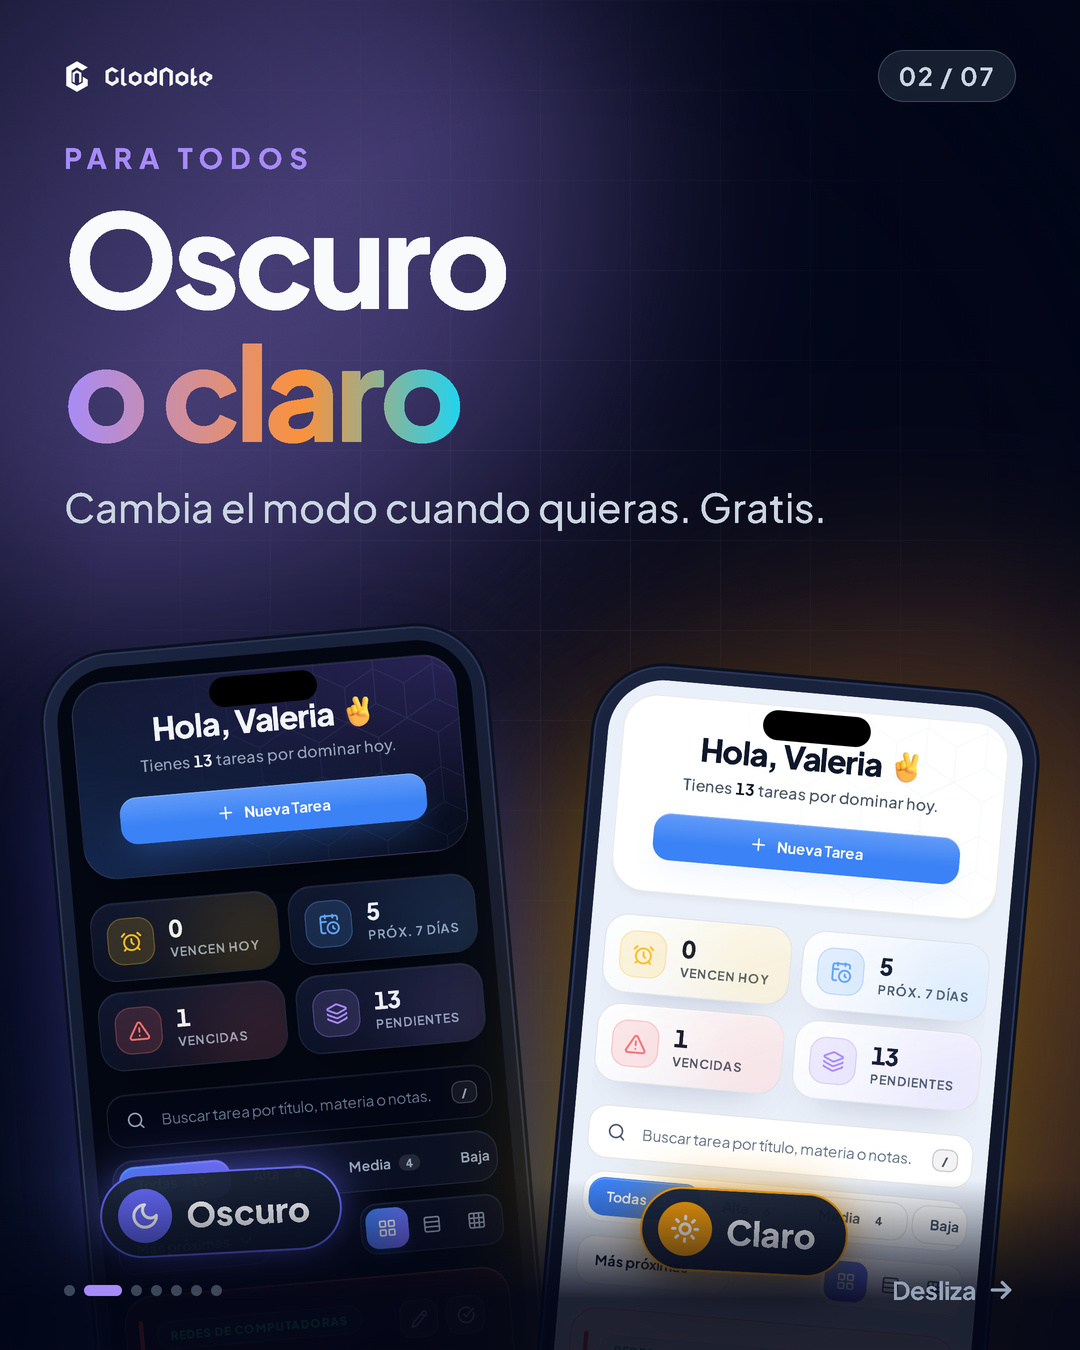 ClodNote
02 / 07
PARA TODOS
Oscuro
o claro
Cambia el modo cuando quieras. Gratis.
Hola, Valeria ✌️
Tienes 13 tareas por dominar hoy.
+ Nueva Tarea
0
VENCEN HOY
5
PRÓX. 7 DÍAS
1
VENCIDAS
13
PENDIENTES
Buscar tarea por título, materia o notas. /
Media 4 Baja
Oscuro
REDES DE COMPUTADORAS
Hola, Valeria ✌️
Tienes 13 tareas por dominar hoy.
+ Nueva Tarea
0
VENCEN HOY
5
PRÓX. 7 DÍAS
1
VENCIDAS
13
PENDIENTES
Buscar tarea por título, materia o notas. /
Todas 4 Baja
Claro
Desliza →